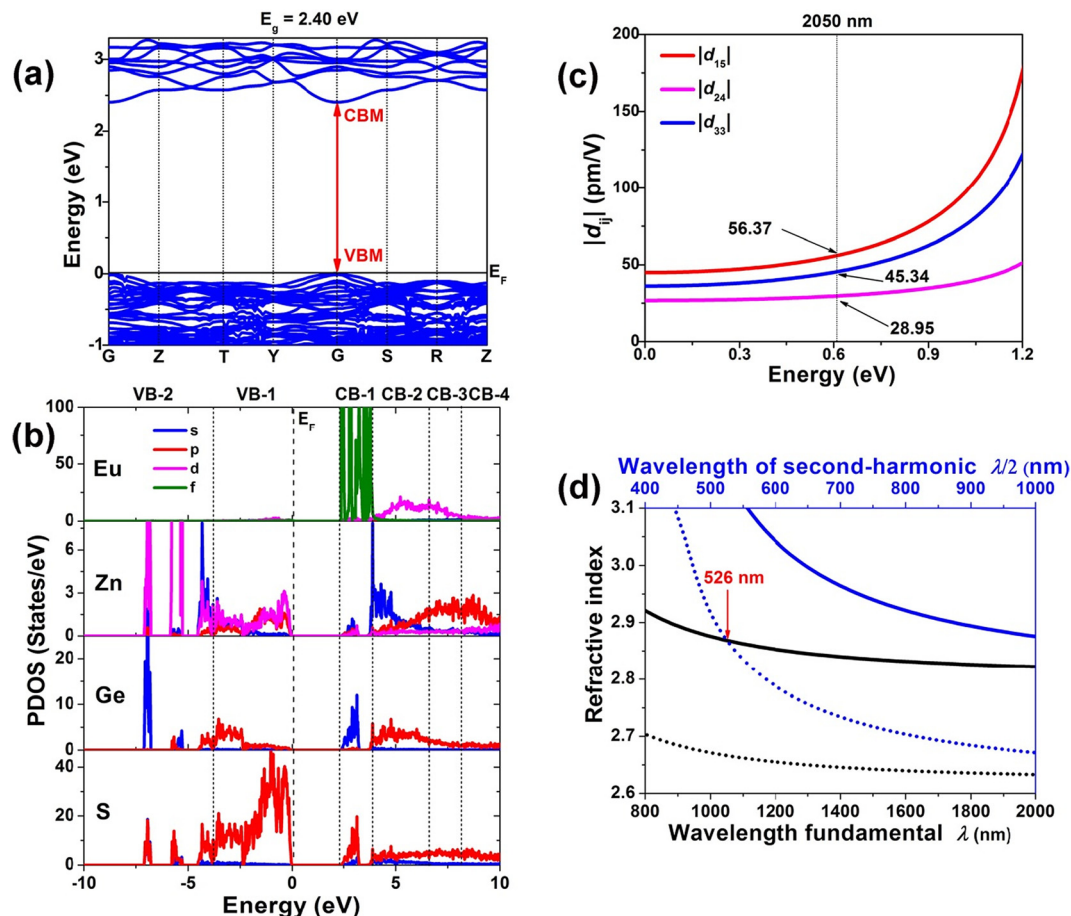 E_g = 2.40 eV
(a)
Energy (eV)
3
2
1
0
-1
CBM
VBM
E_F
G Z T Y G S R Z
2050 nm
(c)
|d_15|
|d_24|
|d_33|
|d_ij| (pm/V)
200
150
100
50
0
56.37
45.34
28.95
0.0 0.3 0.6 0.9 1.2
Energy (eV)
VB-2 VB-1 CB-1 CB-2 CB-3 CB-4
(b)
E_F
s
p
d
f
Eu
100
50
0
Zn
6
3
0
Ge
20
10
0
S
40
20
0
PDOS (States/eV)
-10 -5 0 5 10
Energy (eV)
Wavelength of second-harmonic λ/2 (nm)
(d)
400 500 600 700 800 900 1000
Refractive index
3.1
3.0
2.9
2.8
2.7
2.6
526 nm
800 1000 1200 1400 1600 1800 2000
Wavelength fundamental λ (nm)